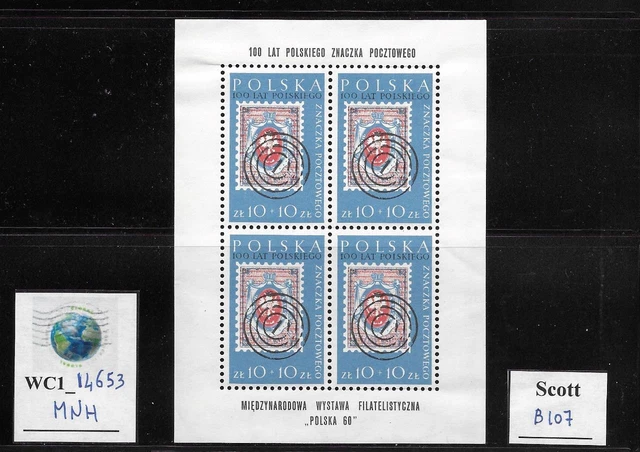 100 LAT POLSKIEGO ZNACZKA POCZTOWEGO
POLSKA
100 LAT POLSKIEGO
ZNACZKA POCZTOWEGO
ZŁ 10+10 ZŁ
POLSKA
100 LAT POLSKIEGO
ZNACZKA POCZTOWEGO
ZŁ 10+10 ZŁ
POLSKA
100 LAT POLSKIEGO
ZNACZKA POCZTOWEGO
ZŁ 10+10 ZŁ
POLSKA
100 LAT POLSKIEGO
ZNACZKA POCZTOWEGO
ZŁ 10+10 ZŁ
MIĘDZYNARODOWA WYSTAWA FILATELISTYCZNA
„POLSKA 60"
WC1_14653
MNH
Scott
B107